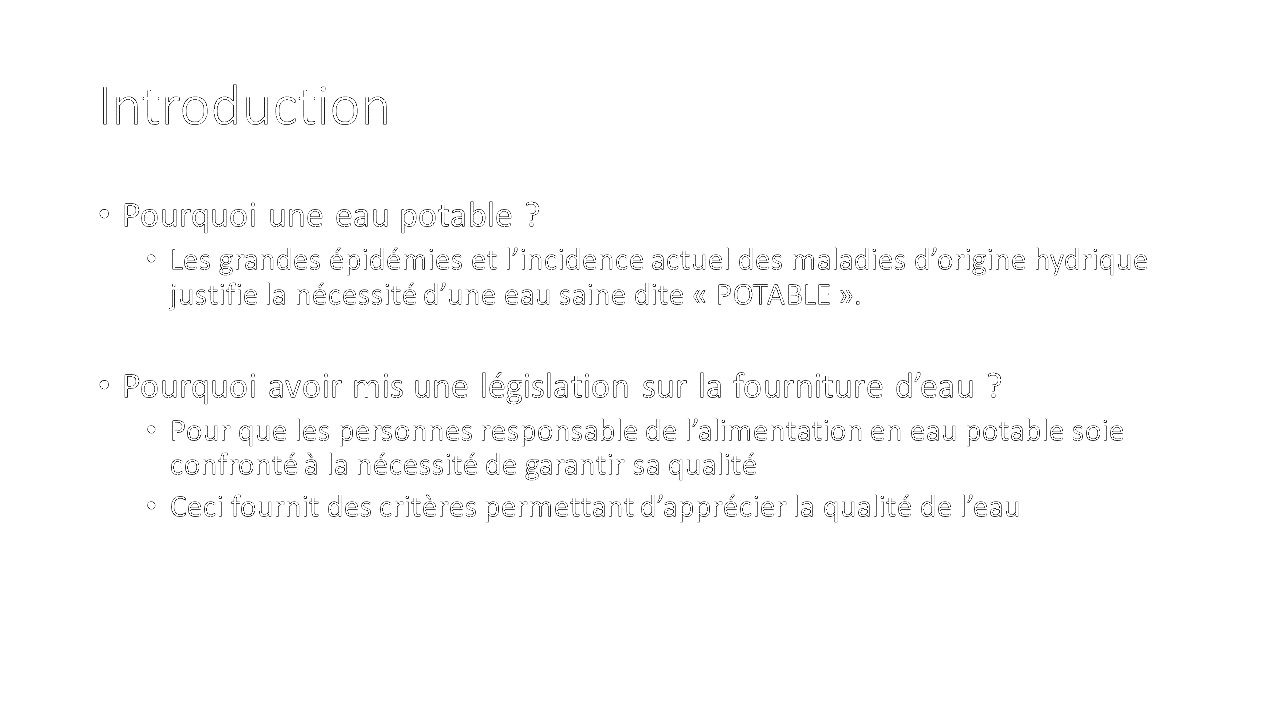 Introduction
• Pourquoi une eau potable ?
• Les grandes épidémies et l’incidence actuel des maladies d’origine hydrique
justifie la nécessité d’une eau saine dite « POTABLE ».
• Pourquoi avoir mis une législation sur la fourniture d’eau ?
• Pour que les personnes responsable de l’alimentation en eau potable soie
confronté à la nécessité de garantir sa qualité
• Ceci fournit des critères permettant d’apprécier la qualité de l’eau